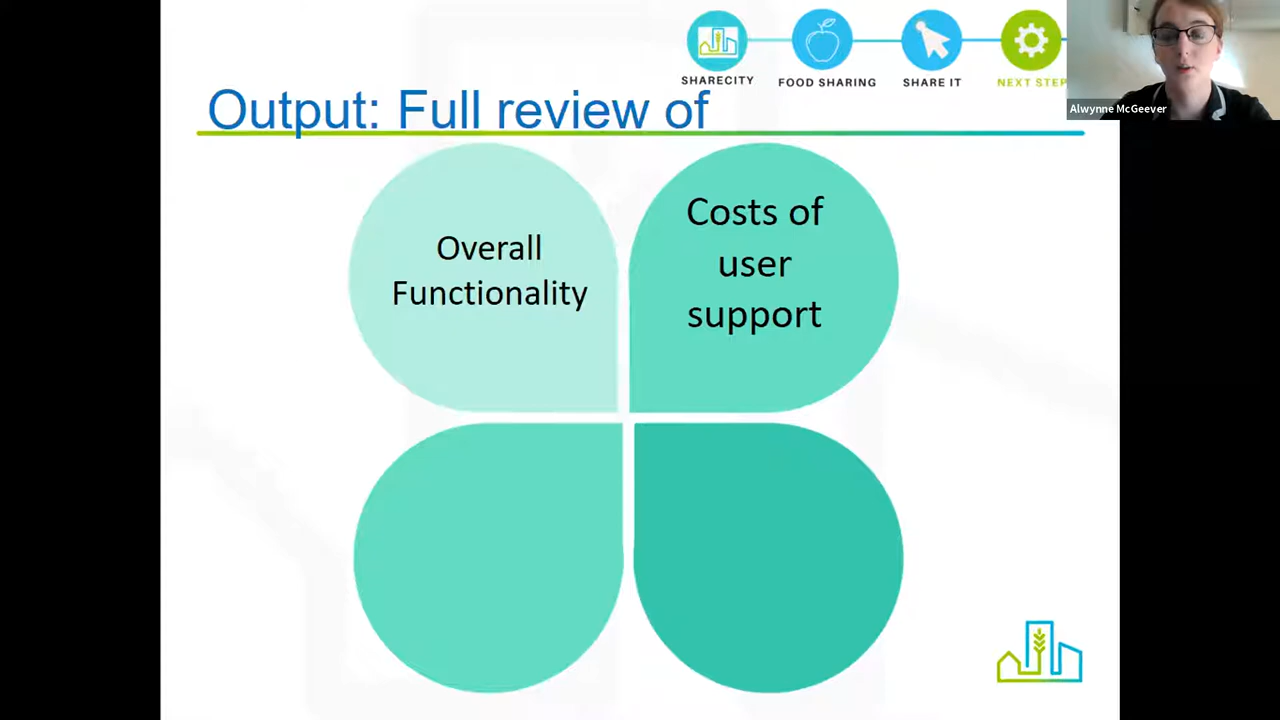 SHARECITY
FOOD SHARING
SHARE IT
NEXT STEP
Alwynne McGeever
Output: Full review of
Overall
Functionality
Costs of
user
support